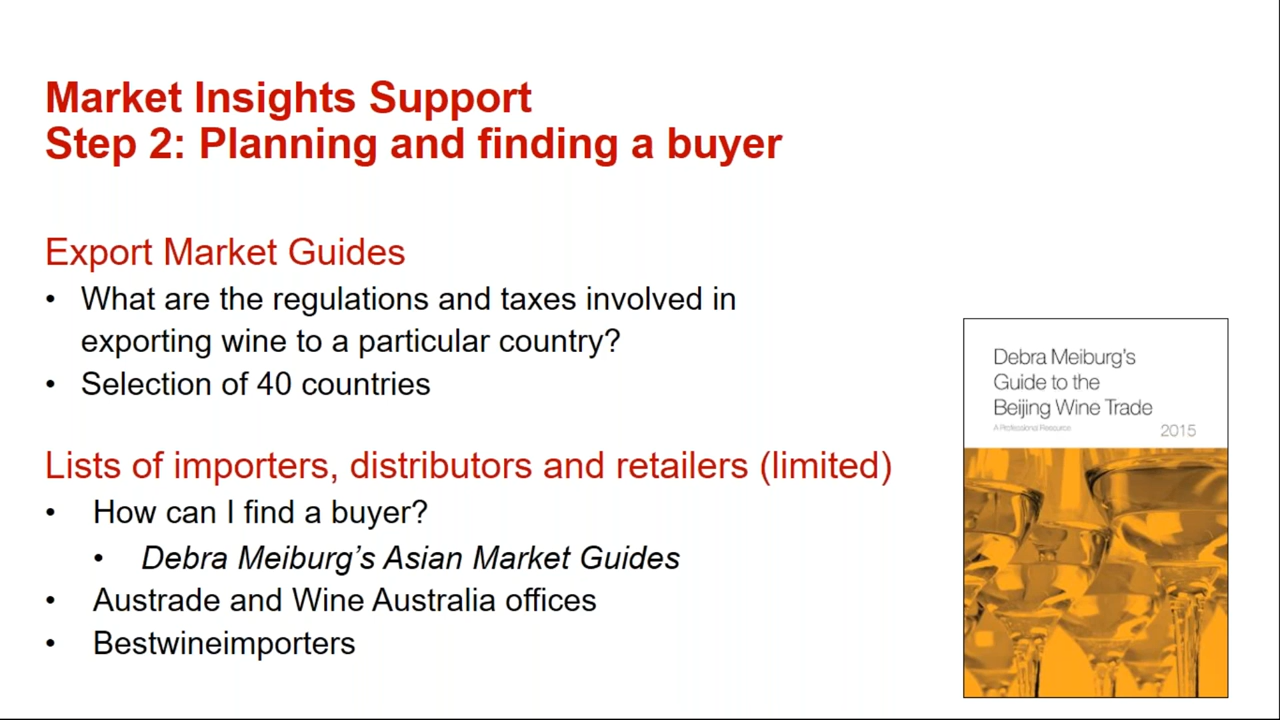 Market Insights Support
Step 2: Planning and finding a buyer
Export Market Guides
• What are the regulations and taxes involved in
exporting wine to a particular country?
• Selection of 40 countries
Lists of importers, distributors and retailers (limited)
• How can I find a buyer?
• Debra Meiburg's Asian Market Guides
• Austrade and Wine Australia offices
• Bestwineimporters
Debra Meiburg's
Guide to the
Beijing Wine Trade
A Professional Resource
2015